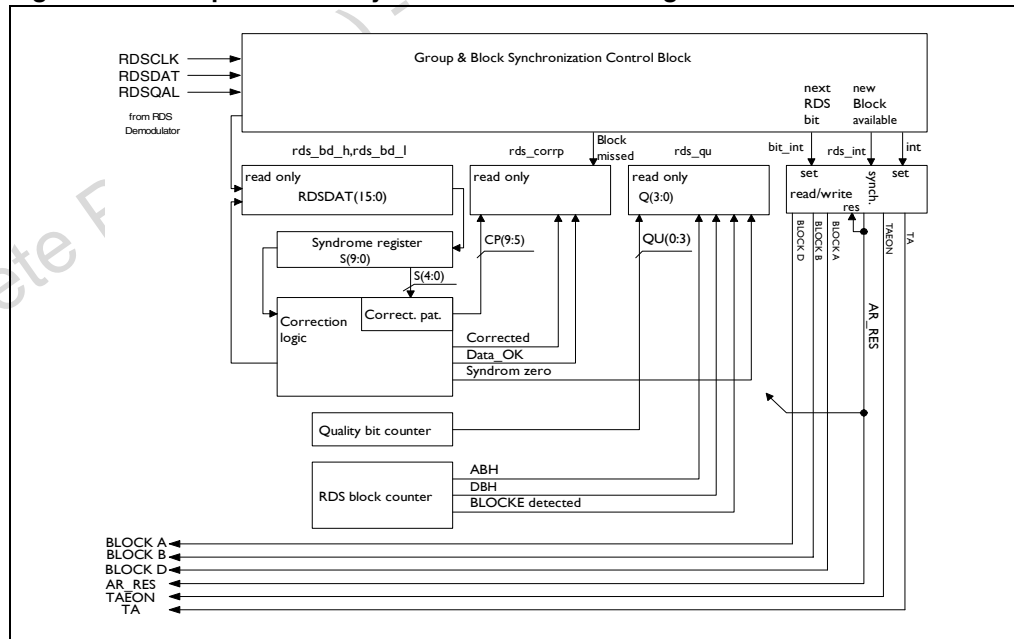 RDSCLK
RDSDAT
RDSQAL
from RDS
Demodulator
Group & Block Synchronization Control Block
next
RDS
bit
new
Block
available
Block
missed
bit_int
rds_int
int
rds_bd_h,rds_bd_l
rds_corrp
rds_qu
read only
RDSDAT(15:0)
read only
read only
Q(3:0)
set
synch.
set
read/write
res
Syndrome register
S(9:0)
CP(9:5)
QU(0:3)
BLOCK D
BLOCK B
BLOCK A
TAEON
TA
S(4:0)
Correction
logic
Correct. pat.
AR_RES
Corrected
Data_OK
Syndrom zero
Quality bit counter
RDS block counter
ABH
DBH
BLOCKE detected
BLOCK A
BLOCK B
BLOCK D
AR_RES
TAEON
TA